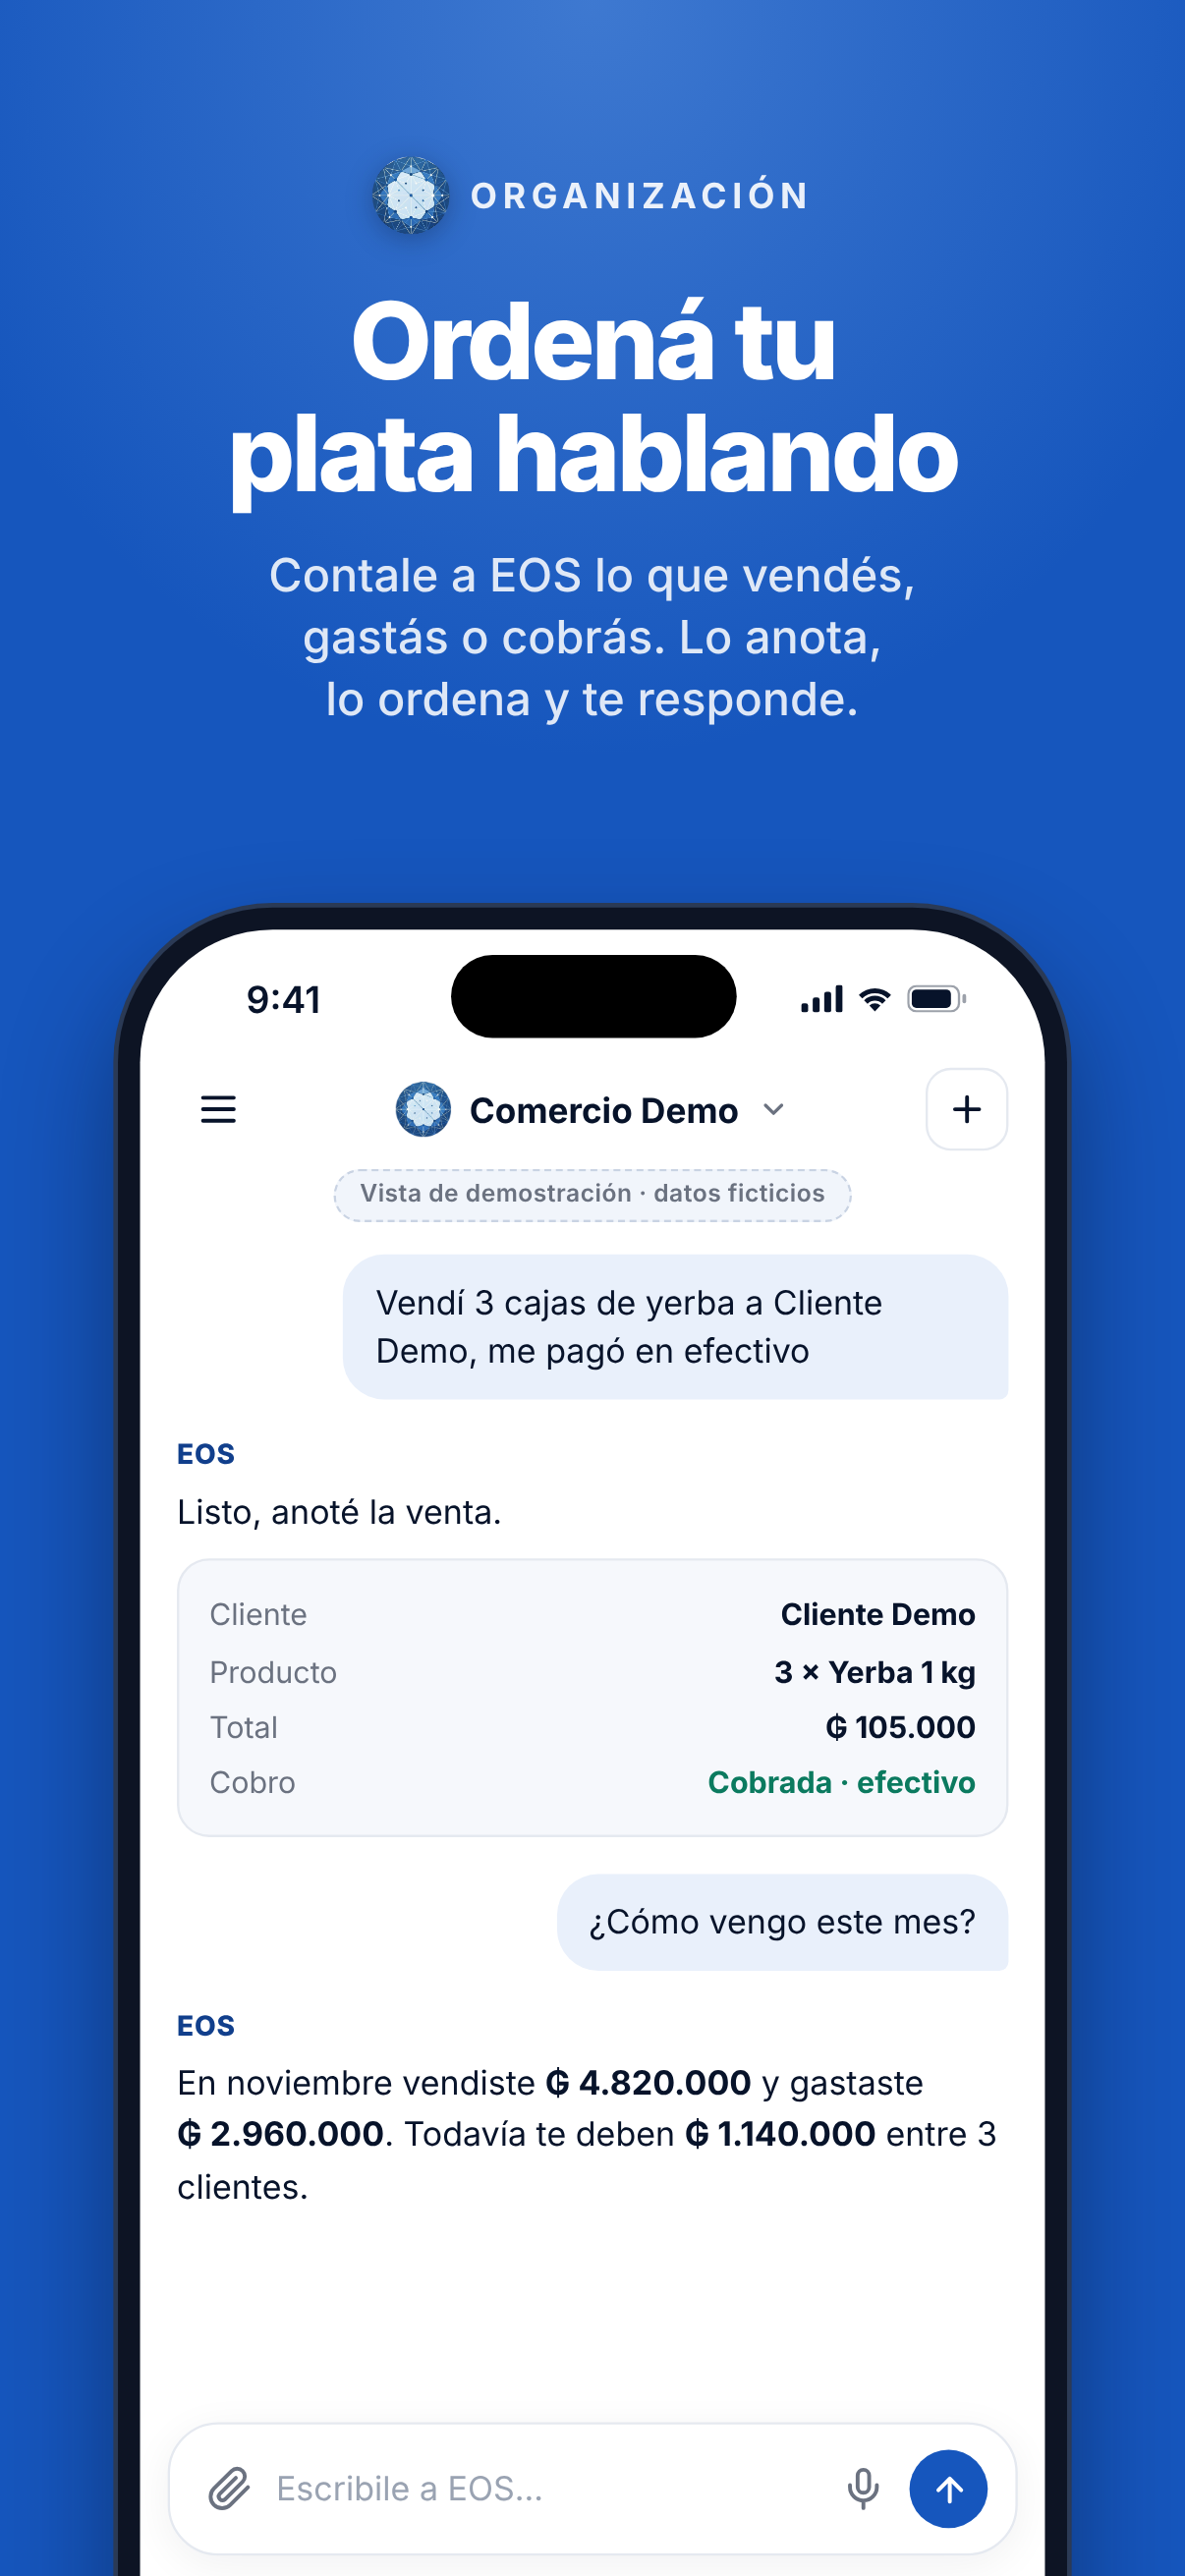 ORGANIZACIÓN
Ordená tu
plata hablando
Contale a EOS lo que vendés,
gastás o cobrás. Lo anota,
lo ordena y te responde.
9:41
Comercio Demo
Vista de demostración · datos ficticios
Vendí 3 cajas de yerba a Cliente
Demo, me pagó en efectivo
EOS
Listo, anoté la venta.
Cliente Cliente Demo
Producto 3 × Yerba 1 kg
Total ₲ 105.000
Cobro Cobrada · efectivo
¿Cómo vengo este mes?
EOS
En noviembre vendiste ₲ 4.820.000 y gastaste
₲ 2.960.000. Todavía te deben ₲ 1.140.000 entre 3
clientes.
Escribile a EOS...